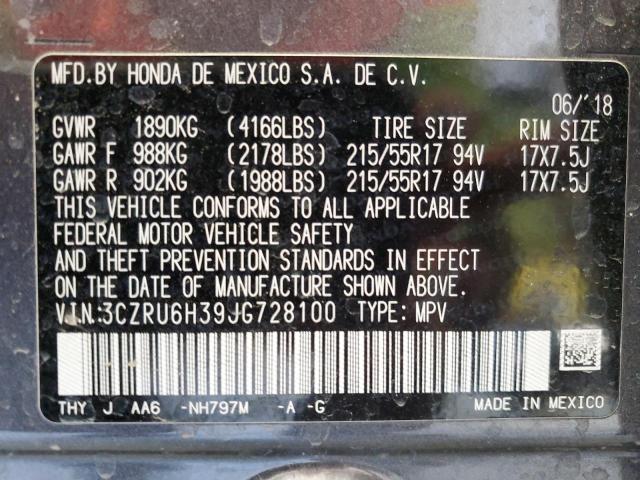 MFD. BY HONDA DE MEXICO S.A. DE C.V.
06/'18
GVWR 1890KG (4166LBS) TIRE SIZE RIM SIZE
GAWR F 988KG (2178LBS) 215/55R17 94V 17X7.5J
GAWR R 902KG (1988LBS) 215/55R17 94V 17X7.5J
THIS VEHICLE CONFORMS TO ALL APPLICABLE
FEDERAL MOTOR VEHICLE SAFETY
AND THEFT PREVENTION STANDARDS IN EFFECT
ON THE DATE OF MANUFACTURE SHOWN ABOVE.
VIN:3CZRU6H39JG728100 TYPE: MPV
THY J AA6 -NH797M -A -G MADE IN MEXICO